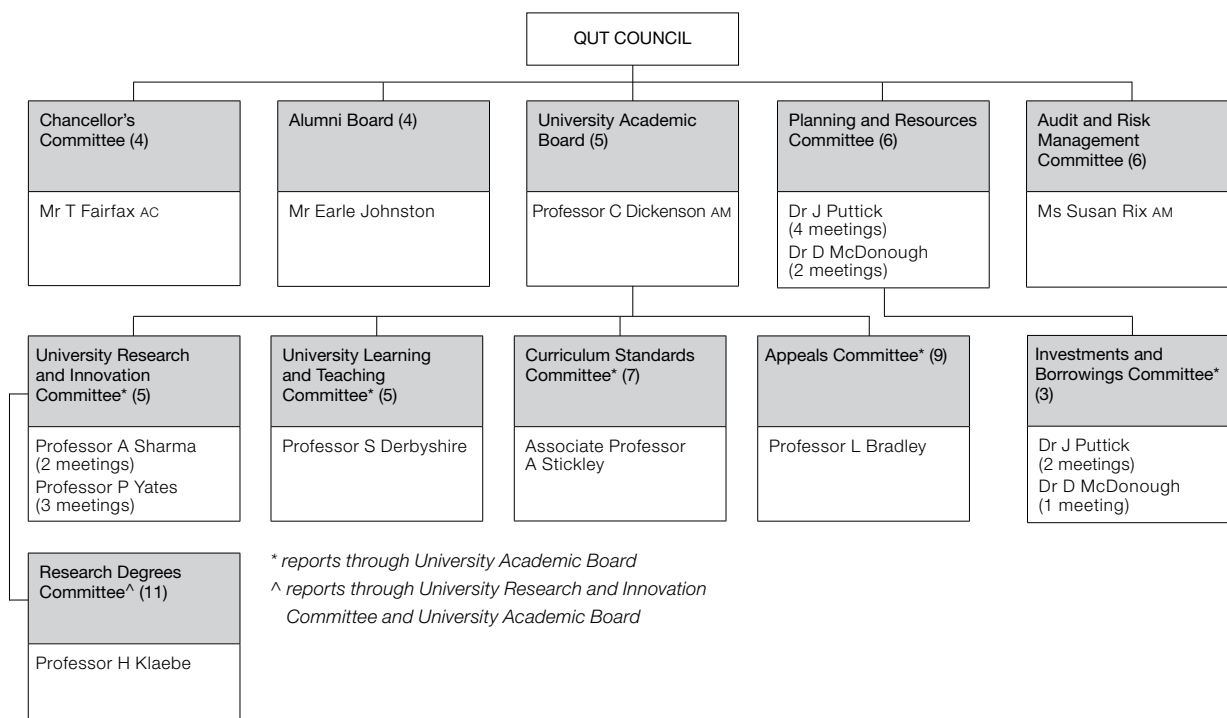 QUT COUNCIL
Chancellor's
Committee (4)
Mr T Fairfax AC
Alumni Board (4)
Mr Earle Johnston
University Academic
Board (5)
Professor C Dickenson AM
Planning and Resources
Committee (6)
Dr J Puttick
(4 meetings)
Dr D McDonough
(2 meetings)
Audit and Risk
Management
Committee (6)
Ms Susan Rix AM
University Research
and Innovation
Committee* (5)
Professor A Sharma
(2 meetings)
Professor P Yates
(3 meetings)
University Learning
and Teaching
Committee* (5)
Professor S Derbyshire
Curriculum Standards
Committee* (7)
Associate Professor
A Stickley
Appeals Committee* (9)
Professor L Bradley
Investments and
Borrowings Committee*
(3)
Dr J Puttick
(2 meetings)
Dr D McDonough
(1 meeting)
Research Degrees
Committee^ (11)
Professor H Klaebe
* reports through University Academic Board
^ reports through University Research and Innovation
Committee and University Academic Board